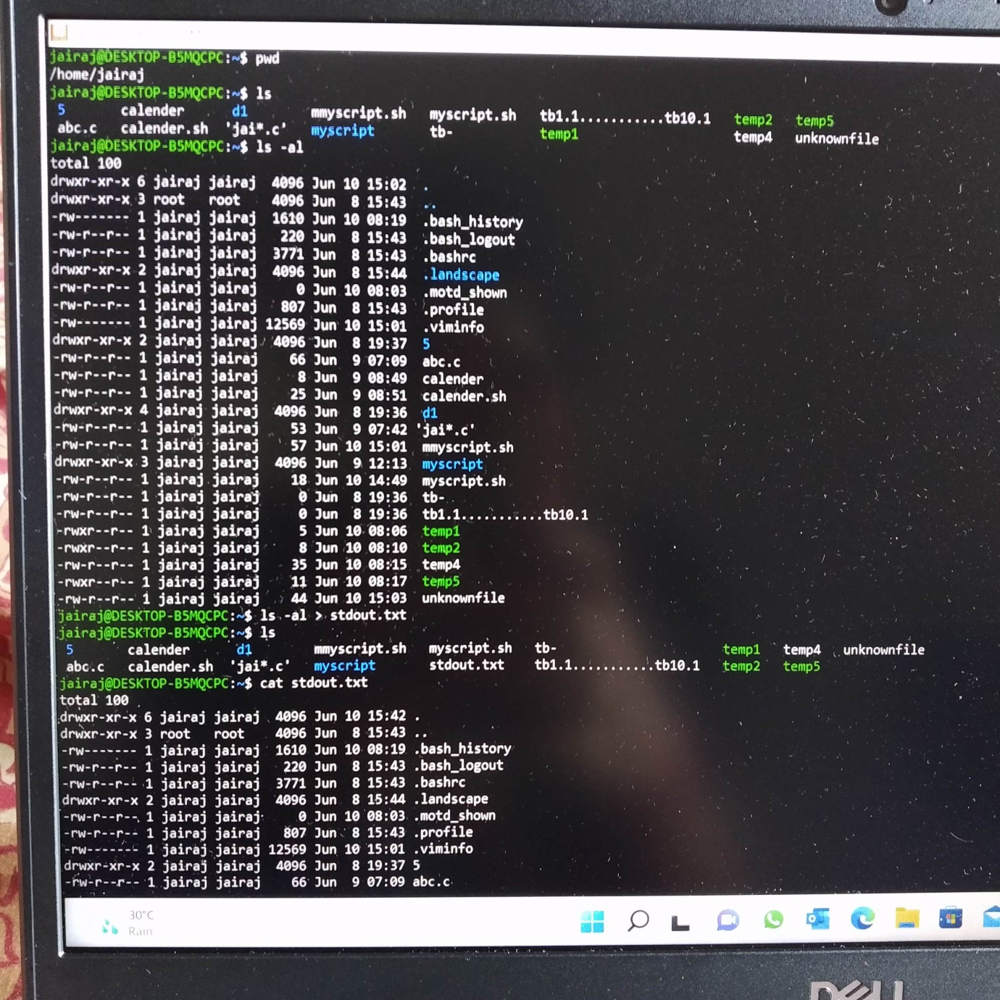 jairaj@DESKTOP-B5MQCPC:~$ pwd
/home/jairaj
jairaj@DESKTOP-B5MQCPC:~$ ls
5 calender d1 mmyscript.sh myscript.sh tb1.1...........tb10.1 temp2 temp5
abc.c calender.sh 'jai*.c' myscript tb- temp1 temp4 unknownfile
jairaj@DESKTOP-B5MQCPC:~$ ls -al
total 100
drwxr-xr-x 6 jairaj jairaj 4096 Jun 10 15:02 .
drwxr-xr-x 3 root root 4096 Jun 8 15:43 ..
-rw------- 1 jairaj jairaj 1610 Jun 10 08:19 .bash_history
-rw-r--r-- 1 jairaj jairaj 220 Jun 8 15:43 .bash_logout
-rw-r--r-- 1 jairaj jairaj 3771 Jun 8 15:43 .bashrc
drwxr-xr-x 2 jairaj jairaj 4096 Jun 8 15:44 .landscape
-rw-r--r-- 1 jairaj jairaj 0 Jun 10 08:03 .motd_shown
-rw-r--r-- 1 jairaj jairaj 807 Jun 8 15:43 .profile
-rw------- 1 jairaj jairaj 12569 Jun 10 15:01 .viminfo
drwxr-xr-x 2 jairaj jairaj 4096 Jun 8 19:37 5
-rw-r--r-- 1 jairaj jairaj 66 Jun 9 07:09 abc.c
-rw-r--r-- 1 jairaj jairaj 8 Jun 9 08:49 calender
-rw-r--r-- 1 jairaj jairaj 25 Jun 9 08:51 calender.sh
drwxr-xr-x 4 jairaj jairaj 4096 Jun 8 19:36 d1
-rw-r--r-- 1 jairaj jairaj 53 Jun 9 07:42 'jai*.c'
-rw-r--r-- 1 jairaj jairaj 57 Jun 10 15:01 mmyscript.sh
drwxr-xr-x 3 jairaj jairaj 4096 Jun 9 12:13 myscript
-rw-r--r-- 1 jairaj jairaj 18 Jun 10 14:49 myscript.sh
-rw-r--r-- 1 jairaj jairaj 0 Jun 8 19:36 tb-
-rw-r--r-- 1 jairaj jairaj 0 Jun 8 19:36 tb1.1...........tb10.1
-rwxr--r-- 1 jairaj jairaj 5 Jun 10 08:06 temp1
-rwxr--r-- 1 jairaj jairaj 8 Jun 10 08:10 temp2
-rw-r--r-- 1 jairaj jairaj 35 Jun 10 08:15 temp4
-rwxr--r-- 1 jairaj jairaj 11 Jun 10 08:17 temp5
-rw-r--r-- 1 jairaj jairaj 44 Jun 10 15:03 unknownfile
jairaj@DESKTOP-B5MQCPC:~$ ls -al > stdout.txt
jairaj@DESKTOP-B5MQCPC:~$ ls
5 calender d1 mmyscript.sh myscript.sh tb- temp1 temp4 unknownfile
abc.c calender.sh 'jai*.c' myscript stdout.txt tb1.1...........tb10.1 temp2 temp5
jairaj@DESKTOP-B5MQCPC:~$ cat stdout.txt
total 100
drwxr-xr-x 6 jairaj jairaj 4096 Jun 10 15:42 .
drwxr-xr-x 3 root root 4096 Jun 8 15:43 ..
-rw------- 1 jairaj jairaj 1610 Jun 10 08:19 .bash_history
-rw-r--r-- 1 jairaj jairaj 220 Jun 8 15:43 .bash_logout
-rw-r--r-- 1 jairaj jairaj 3771 Jun 8 15:43 .bashrc
drwxr-xr-x 2 jairaj jairaj 4096 Jun 8 15:44 .landscape
-rw-r--r-- 1 jairaj jairaj 0 Jun 10 08:03 .motd_shown
-rw-r--r-- 1 jairaj jairaj 807 Jun 8 15:43 .profile
-rw------- 1 jairaj jairaj 12569 Jun 10 15:01 .viminfo
drwxr-xr-x 2 jairaj jairaj 4096 Jun 8 19:37 5
-rw-r--r-- 1 jairaj jairaj 66 Jun 9 07:09 abc.c
30°C
Rain
DELL